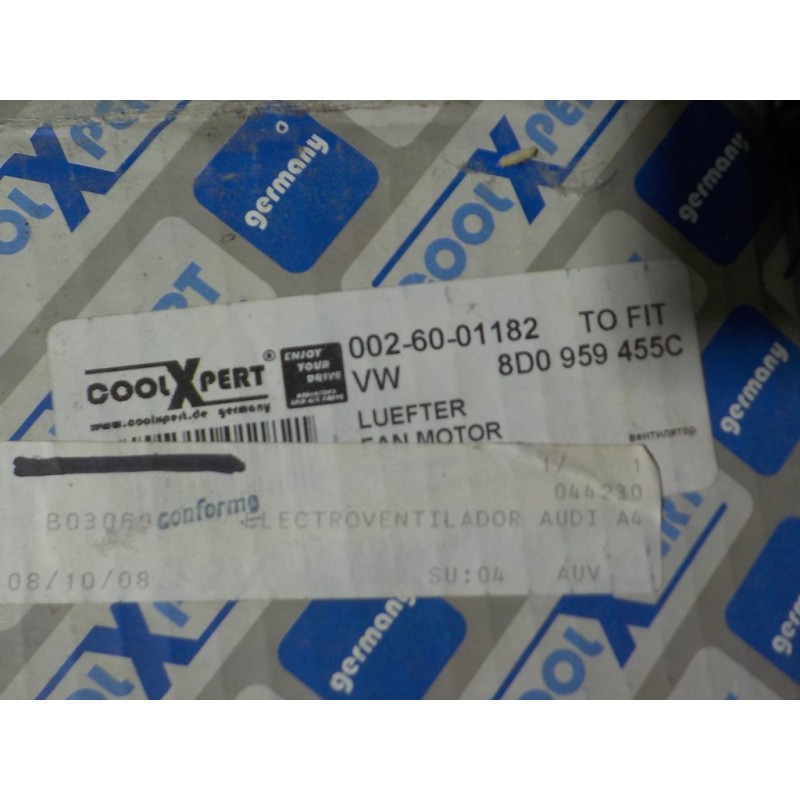 COOLXPERT
germany
germany
COOLXPERT® ENJOY YOUR DRIVE 002-60-01182 TO FIT
VW 8D0 959 455C
www.coolxpert.de germany
LUEFTER
FAN MOTOR вентилятор
1/ 1
044230
conforme ELECTROVENTILADOR AUDI A4
08/10/08 SU:04 AUV
germany
germany
germany